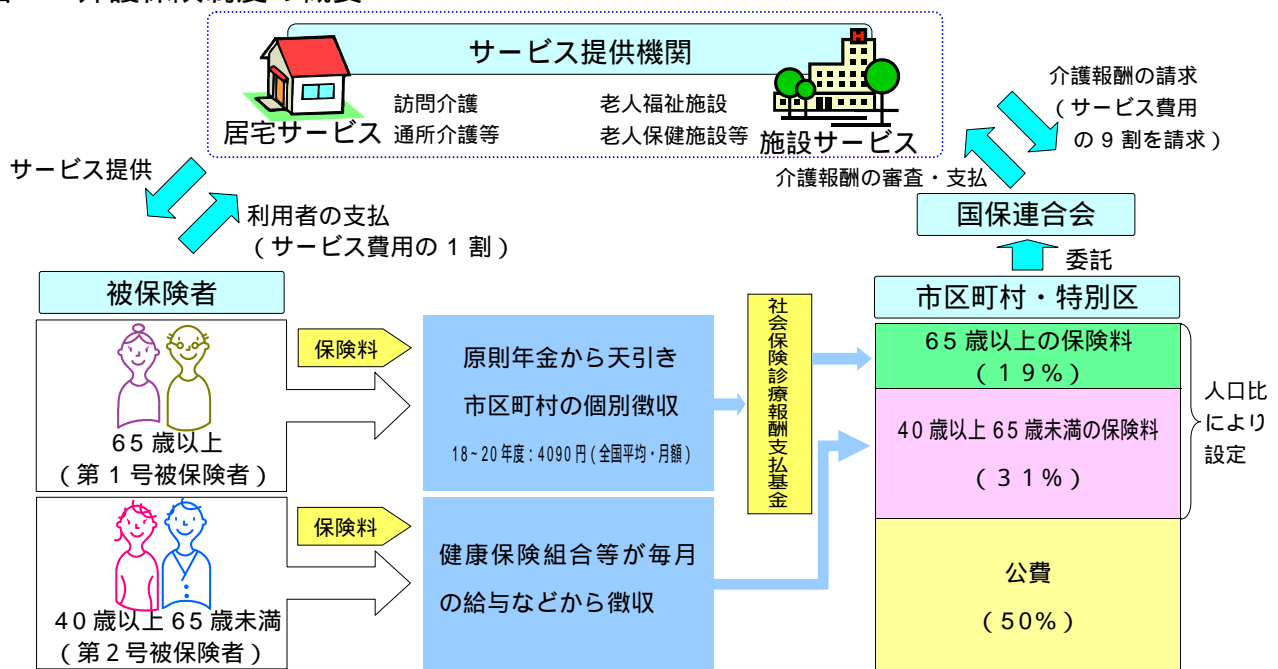 サービス提供機関
H
訪問介護
通所介護等
居宅サービス
老人福祉施設
老人保健施設等
施設サービス
介護報酬の請求
(サービス費用
の9割を請求)
介護報酬の審査・支払
サービス提供
利用者の支払
(サービス費用の1割)
国保連合会
委託
被保険者
市区町村・特別区
65歳以上
(第1号被保険者)
保険料
原則年金から天引き
市区町村の個別徴収
18~20年度:4090円(全国平均・月額)
社会保険診療報酬支払基金
65歳以上の保険料
(19%)
40歳以上65歳未満の保険料
(31%)
人口比
により
設定
40歳以上65歳未満
(第2号被保険者)
保険料
健康保険組合等が毎月
の給与などから徴収
公費
(50%)